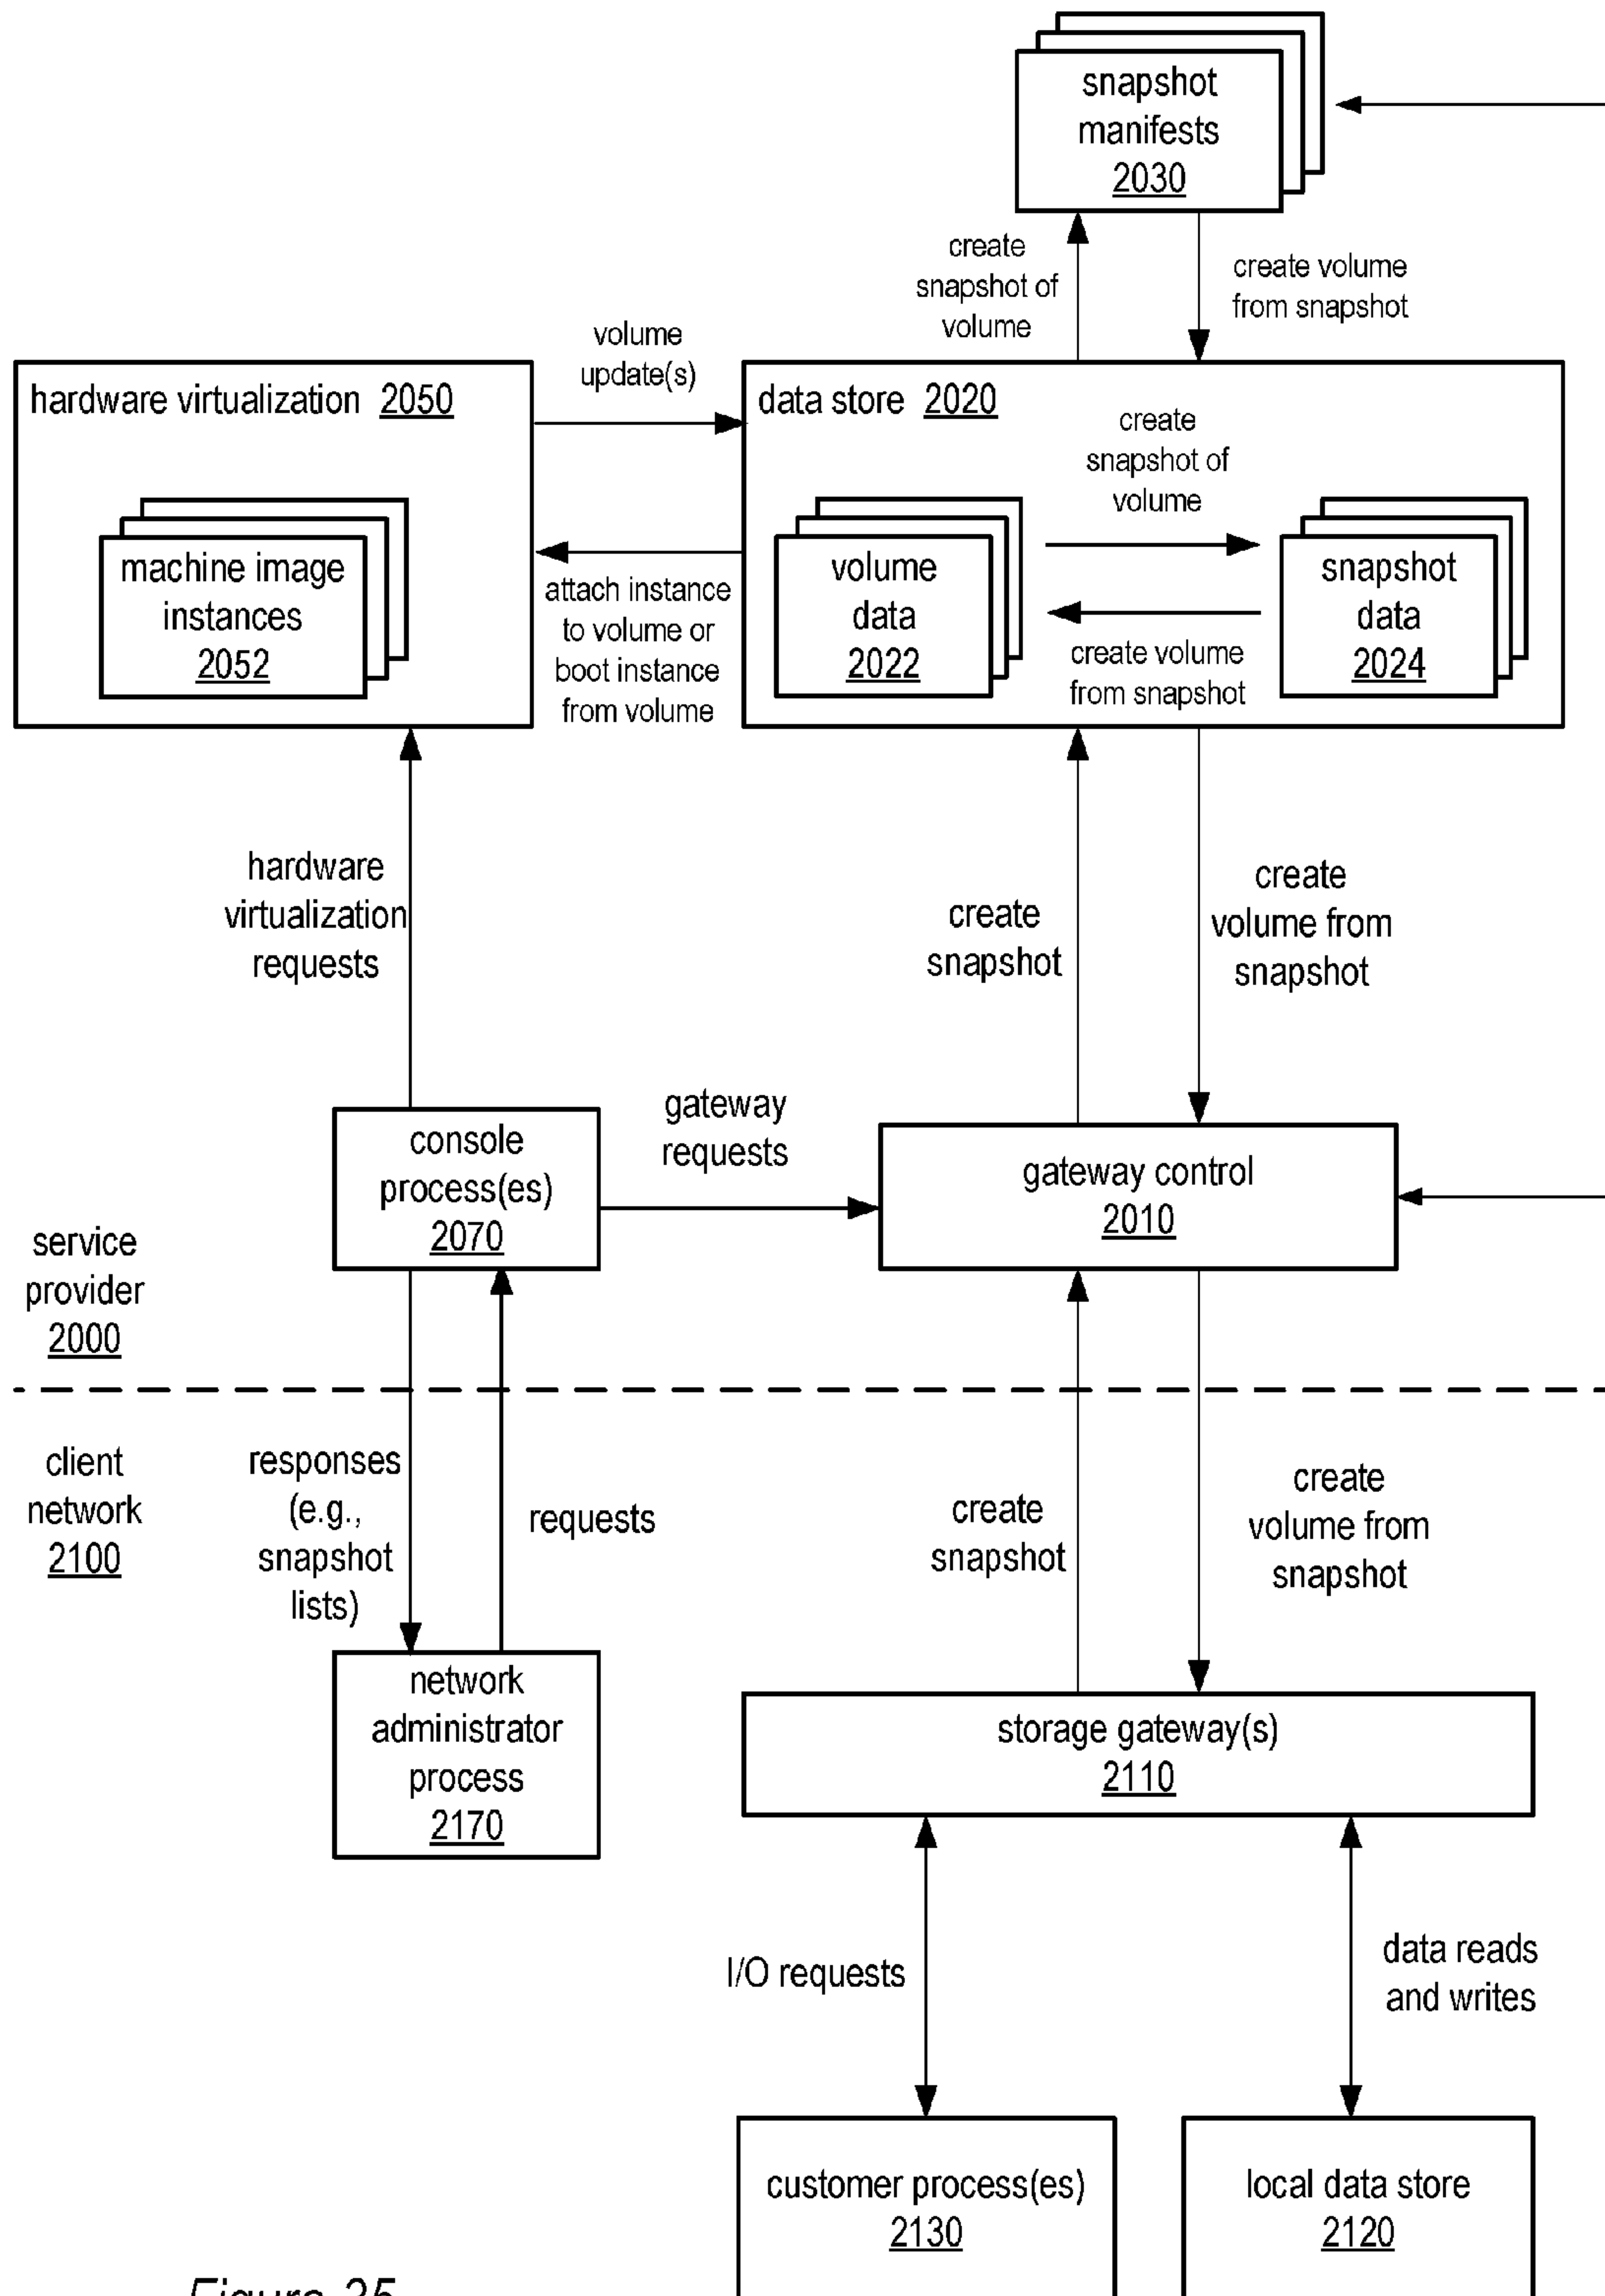 snapshot
manifests
2030
create
snapshot of
volume
create volume
from snapshot
volume
update(s)
hardware virtualization 2050
data store 2020
create
snapshot of
volume
machine image
instances
2052
attach instance
to volume or
boot instance
from volume
volume
data
2022
create volume
from snapshot
snapshot
data
2024
hardware
virtualization
requests
create
snapshot
create
volume from
snapshot
console
process(es)
2070
gateway
requests
gateway control
2010
service
provider
2000
client
network
2100
responses
(e.g.,
snapshot
lists)
requests
create
snapshot
create
volume from
snapshot
network
administrator
process
2170
storage gateway(s)
2110
I/O requests
data reads
and writes
customer process(es)
2130
local data store
2120
Figure 25